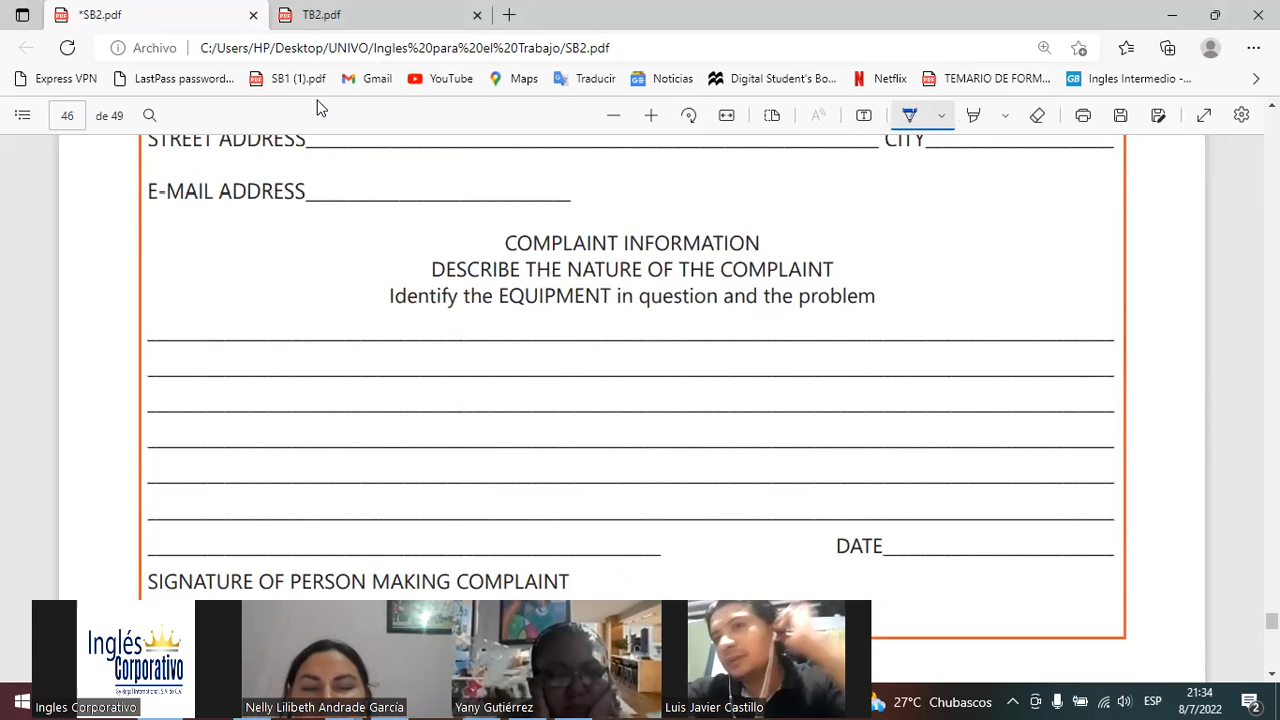 *SB2.pdf
TB2.pdf
Archivo
C:/Users/HP/Desktop/UNIVO/Ingles%20para%20el%20Trabajo/SB2.pdf
Express VPN
LastPass password...
SB1 (1).pdf
Gmail
YouTube
Maps
Traducir
Noticias
Digital Student's Bo...
Netflix
TEMARIO DE FORM...
Ingles Intermedio -...
46 de 49
STREET ADDRESS CITY
E-MAIL ADDRESS
COMPLAINT INFORMATION
DESCRIBE THE NATURE OF THE COMPLAINT
Identify the EQUIPMENT in question and the problem
DATE
SIGNATURE OF PERSON MAKING COMPLAINT
Inglés
Corporativo
Ingles Corporativo
Nelly Lilibeth Andrade García
Yany Gutiérrez
Luis Javier Castillo
27°C Chubascos
ESP
21:34
8/7/2022
2